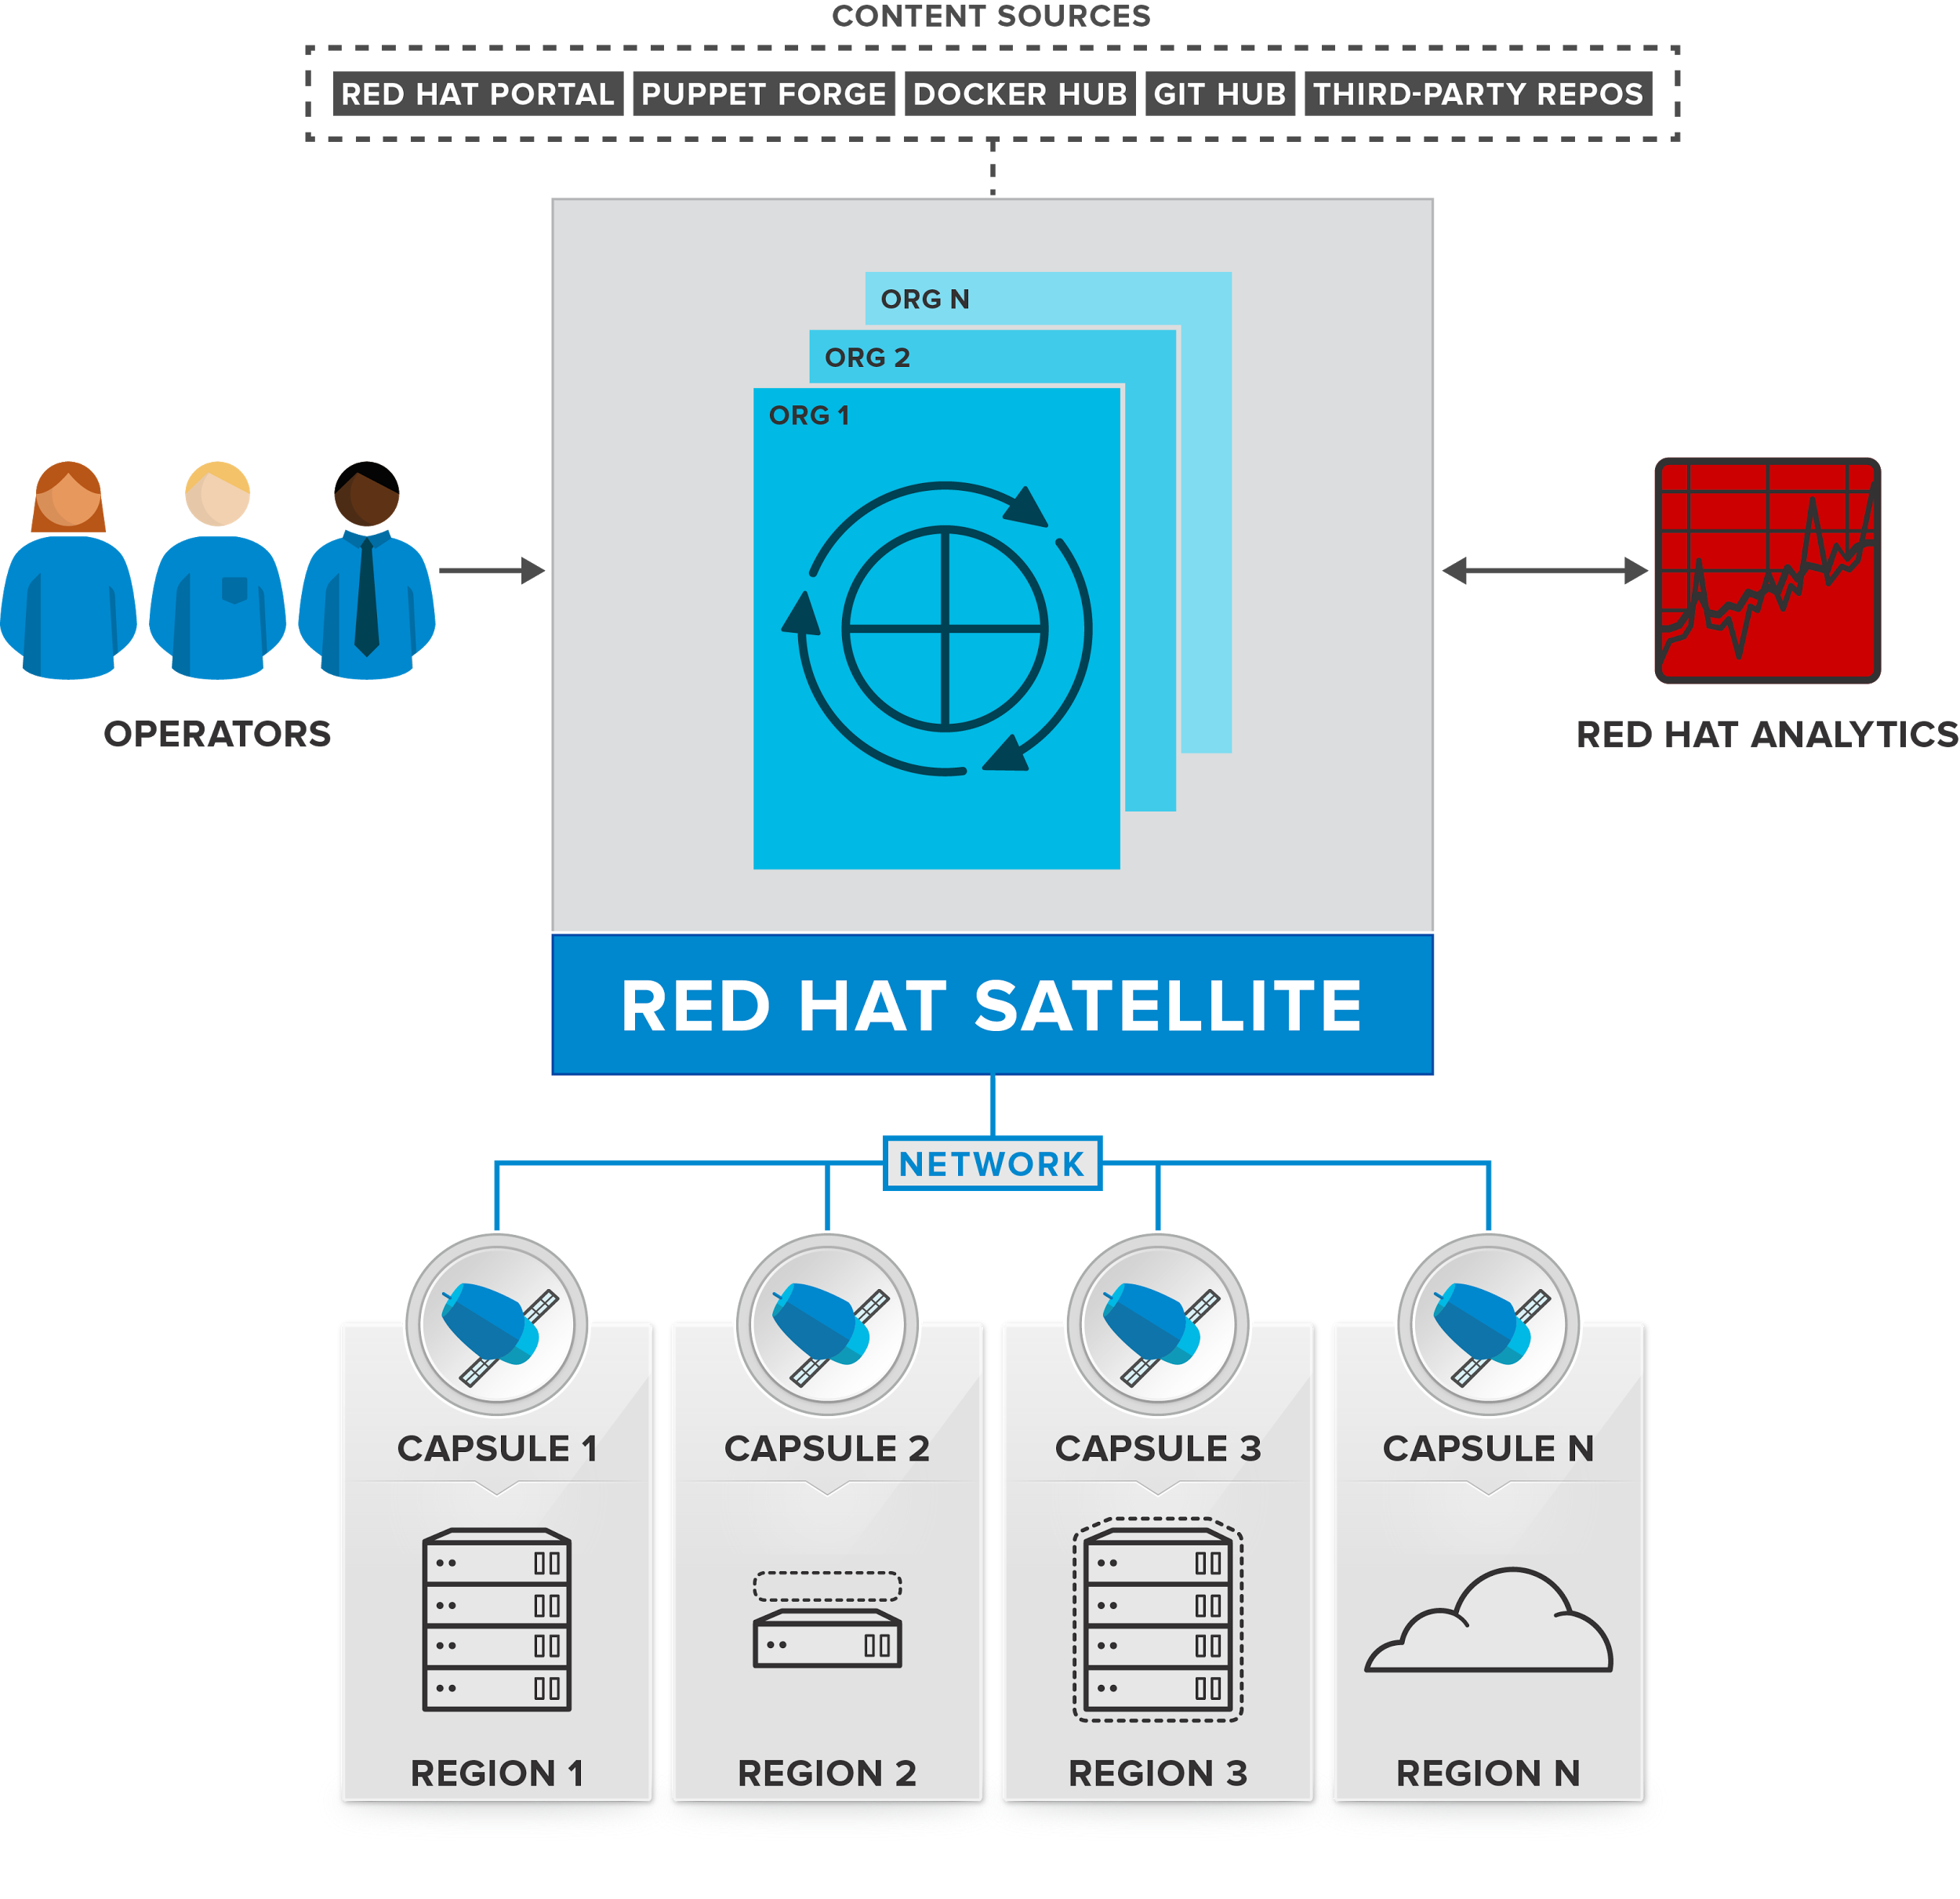 CONTENT SOURCES
RED HAT PORTAL PUPPET FORGE DOCKER HUB GIT HUB THIRD-PARTY REPOS
ORG N
ORG 2
ORG 1
OPERATORS
RED HAT ANALYTICS
RED HAT SATELLITE
NETWORK
CAPSULE 1 CAPSULE 2 CAPSULE 3 CAPSULE N
REGION 1 REGION 2 REGION 3 REGION N